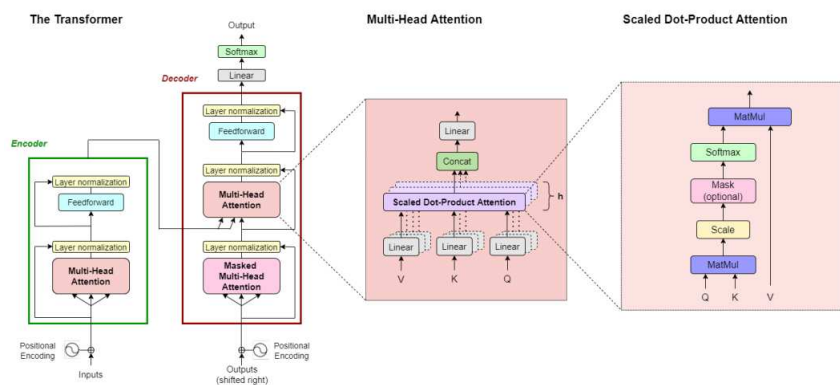 The Transformer
Multi-Head Attention
Scaled Dot-Product Attention
Output
Softmax
Linear
Decoder
Layer normalization
Feedforward
Layer normalization
Multi-Head
Attention
Layer normalization
Masked
Multi-Head
Attention
Positional
Encoding
Outputs
(shifted right)
Encoder
Layer normalization
Feedforward
Layer normalization
Multi-Head
Attention
Positional
Encoding
Inputs
Linear
Concat
Scaled Dot-Product Attention
h
Linear
Linear
Linear
V
K
Q
MatMul
Softmax
Mask
(optional)
Scale
MatMul
Q
K
V